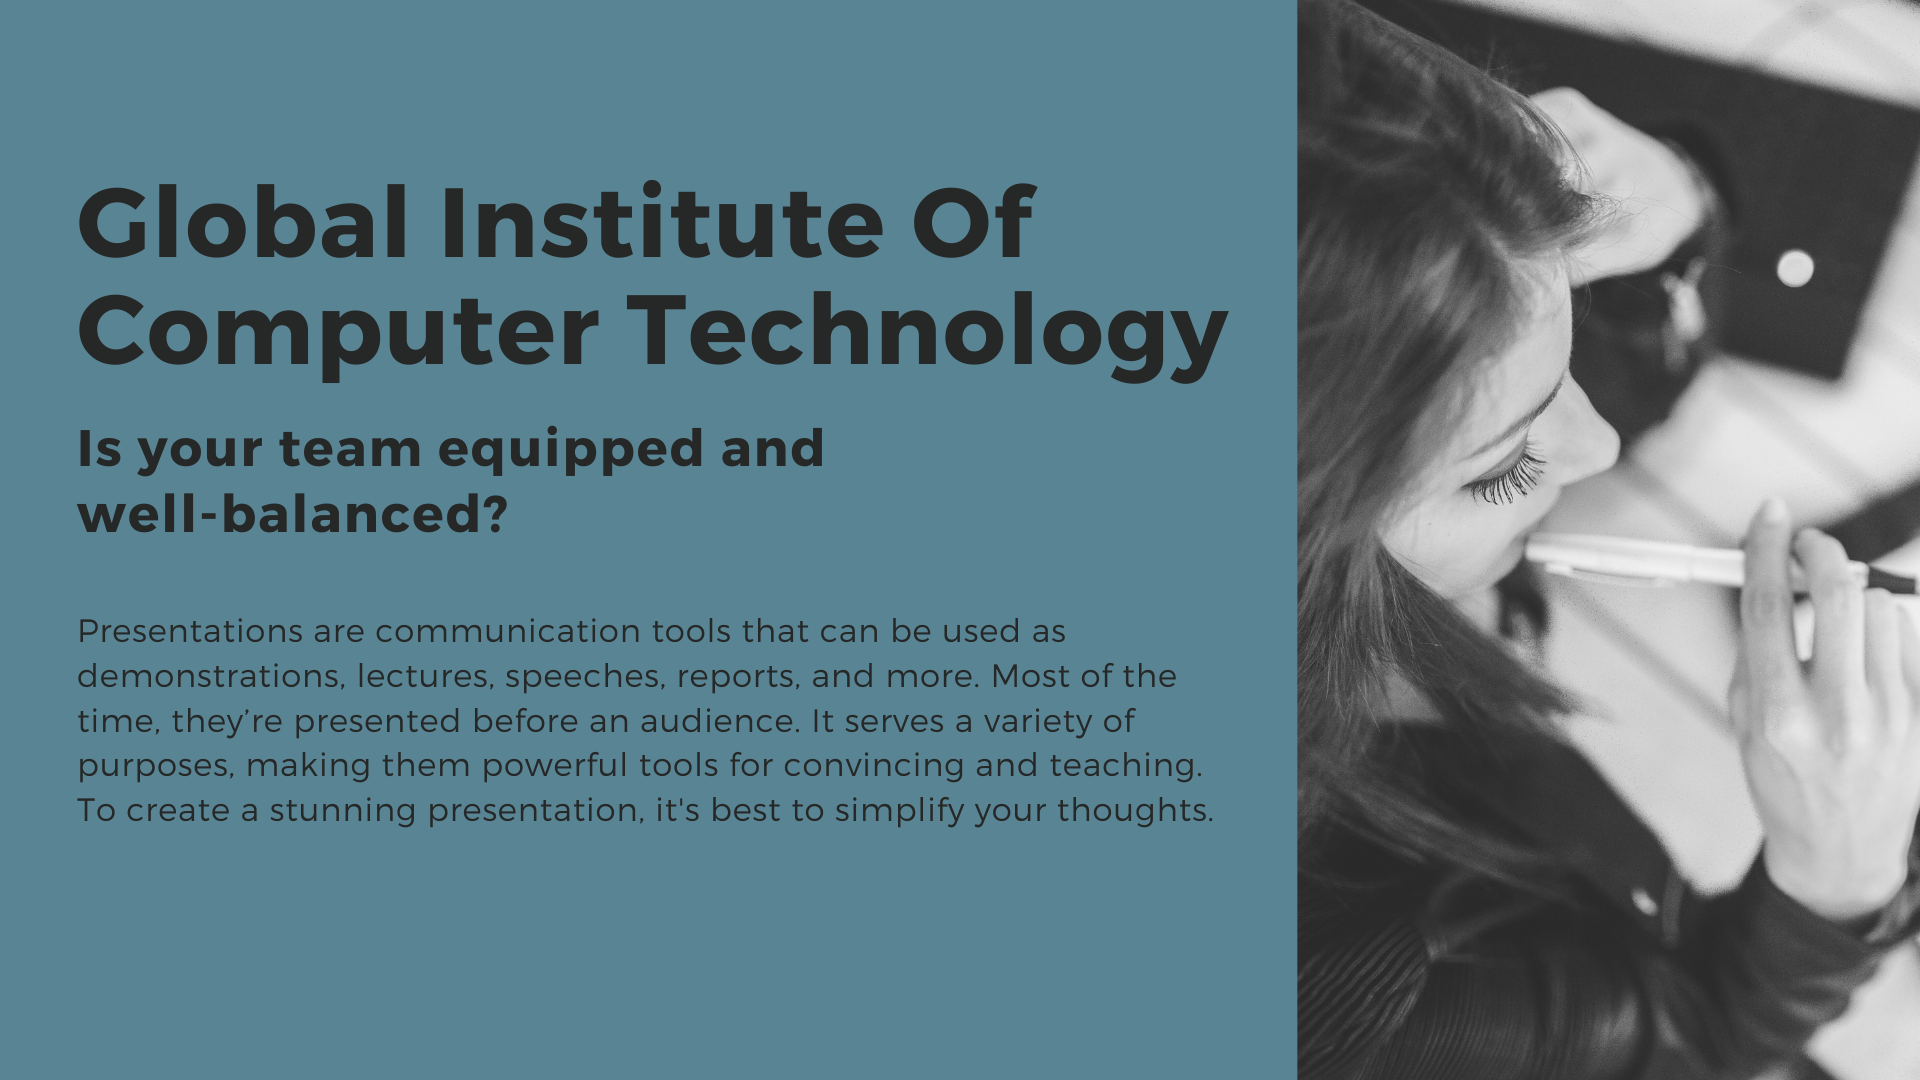 Global Institute Of
Computer Technology
Is your team equipped and
well-balanced?
Presentations are communication tools that can be used as
demonstrations, lectures, speeches, reports, and more. Most of the
time, they’re presented before an audience. It serves a variety of
purposes, making them powerful tools for convincing and teaching.
To create a stunning presentation, it's best to simplify your thoughts.